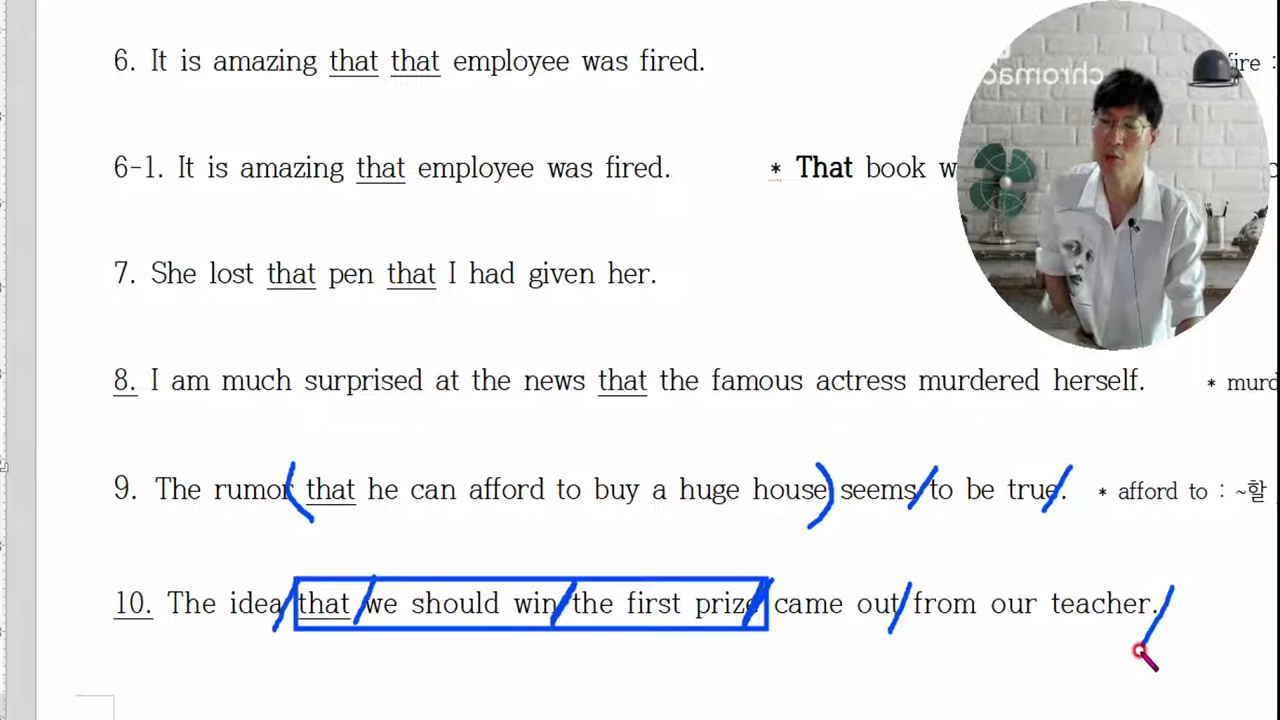 6. It is amazing that that employee was fired.
fire :
6-1. It is amazing that employee was fired. * That book w
7. She lost that pen that I had given her.
8. I am much surprised at the news that the famous actress murdered herself. * murd
9. The rumor that he can afford to buy a huge house seems to be true. * afford to : ~할
10. The idea that we should win the first prize came out from our teacher.